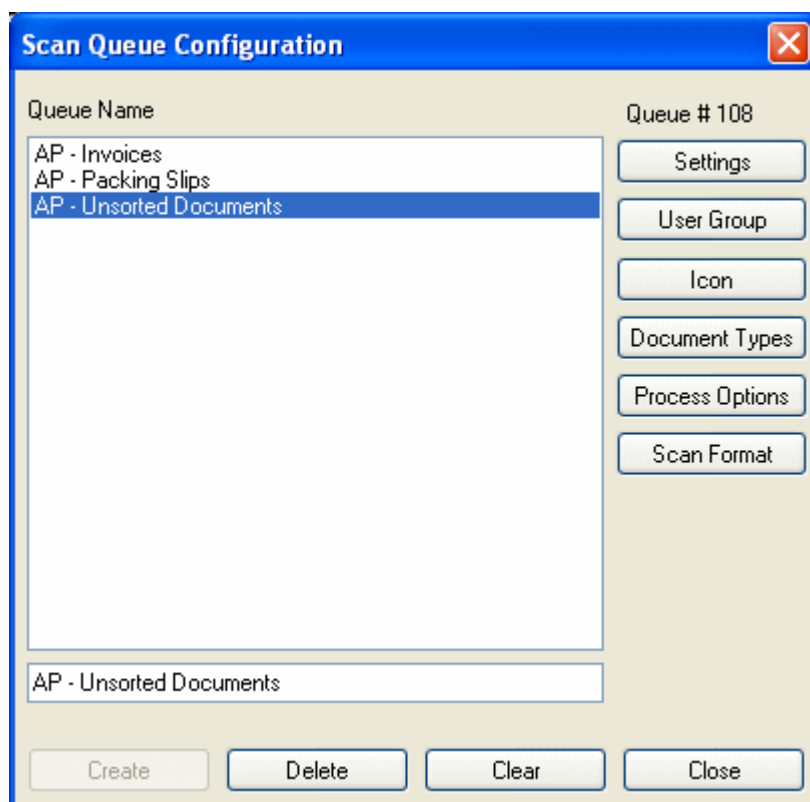 Scan Queue Configuration
Queue Name
Queue # 108
AP - Invoices
AP - Packing Slips
AP - Unsorted Documents
Settings
User Group
Icon
Document Types
Process Options
Scan Format
AP - Unsorted Documents
Create
Delete
Clear
Close